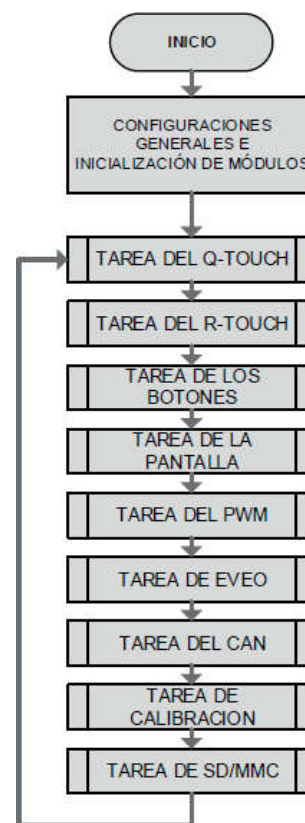 INICIO
CONFIGURACIONES
GENERALES E
INICIALIZACIÓN DE MÓDULOS
TAREA DEL Q-TOUCH
TAREA DEL R-TOUCH
TAREA DE LOS
BOTONES
TAREA DE LA
PANTALLA
TAREA DEL PWM
TAREA DE EVEO
TAREA DEL CAN
TAREA DE
CALIBRACION
TAREA DE SD/MMC